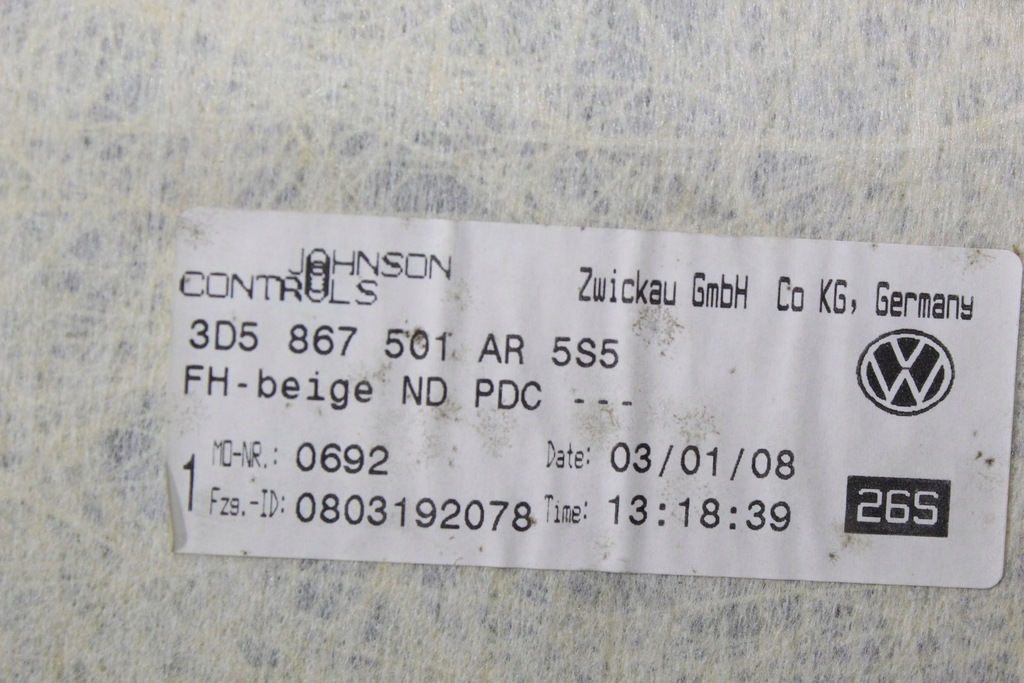 JOHNSON CONTROLS Zwickau GmbH Co KG, Germany
3D5 867 501 AR 5S5
FH-beige ND PDC ---
1
MO-NR.: 0692 Date: 03/01/08
Fzg.-ID: 0803192078 Time: 13:18:39
VW
26S